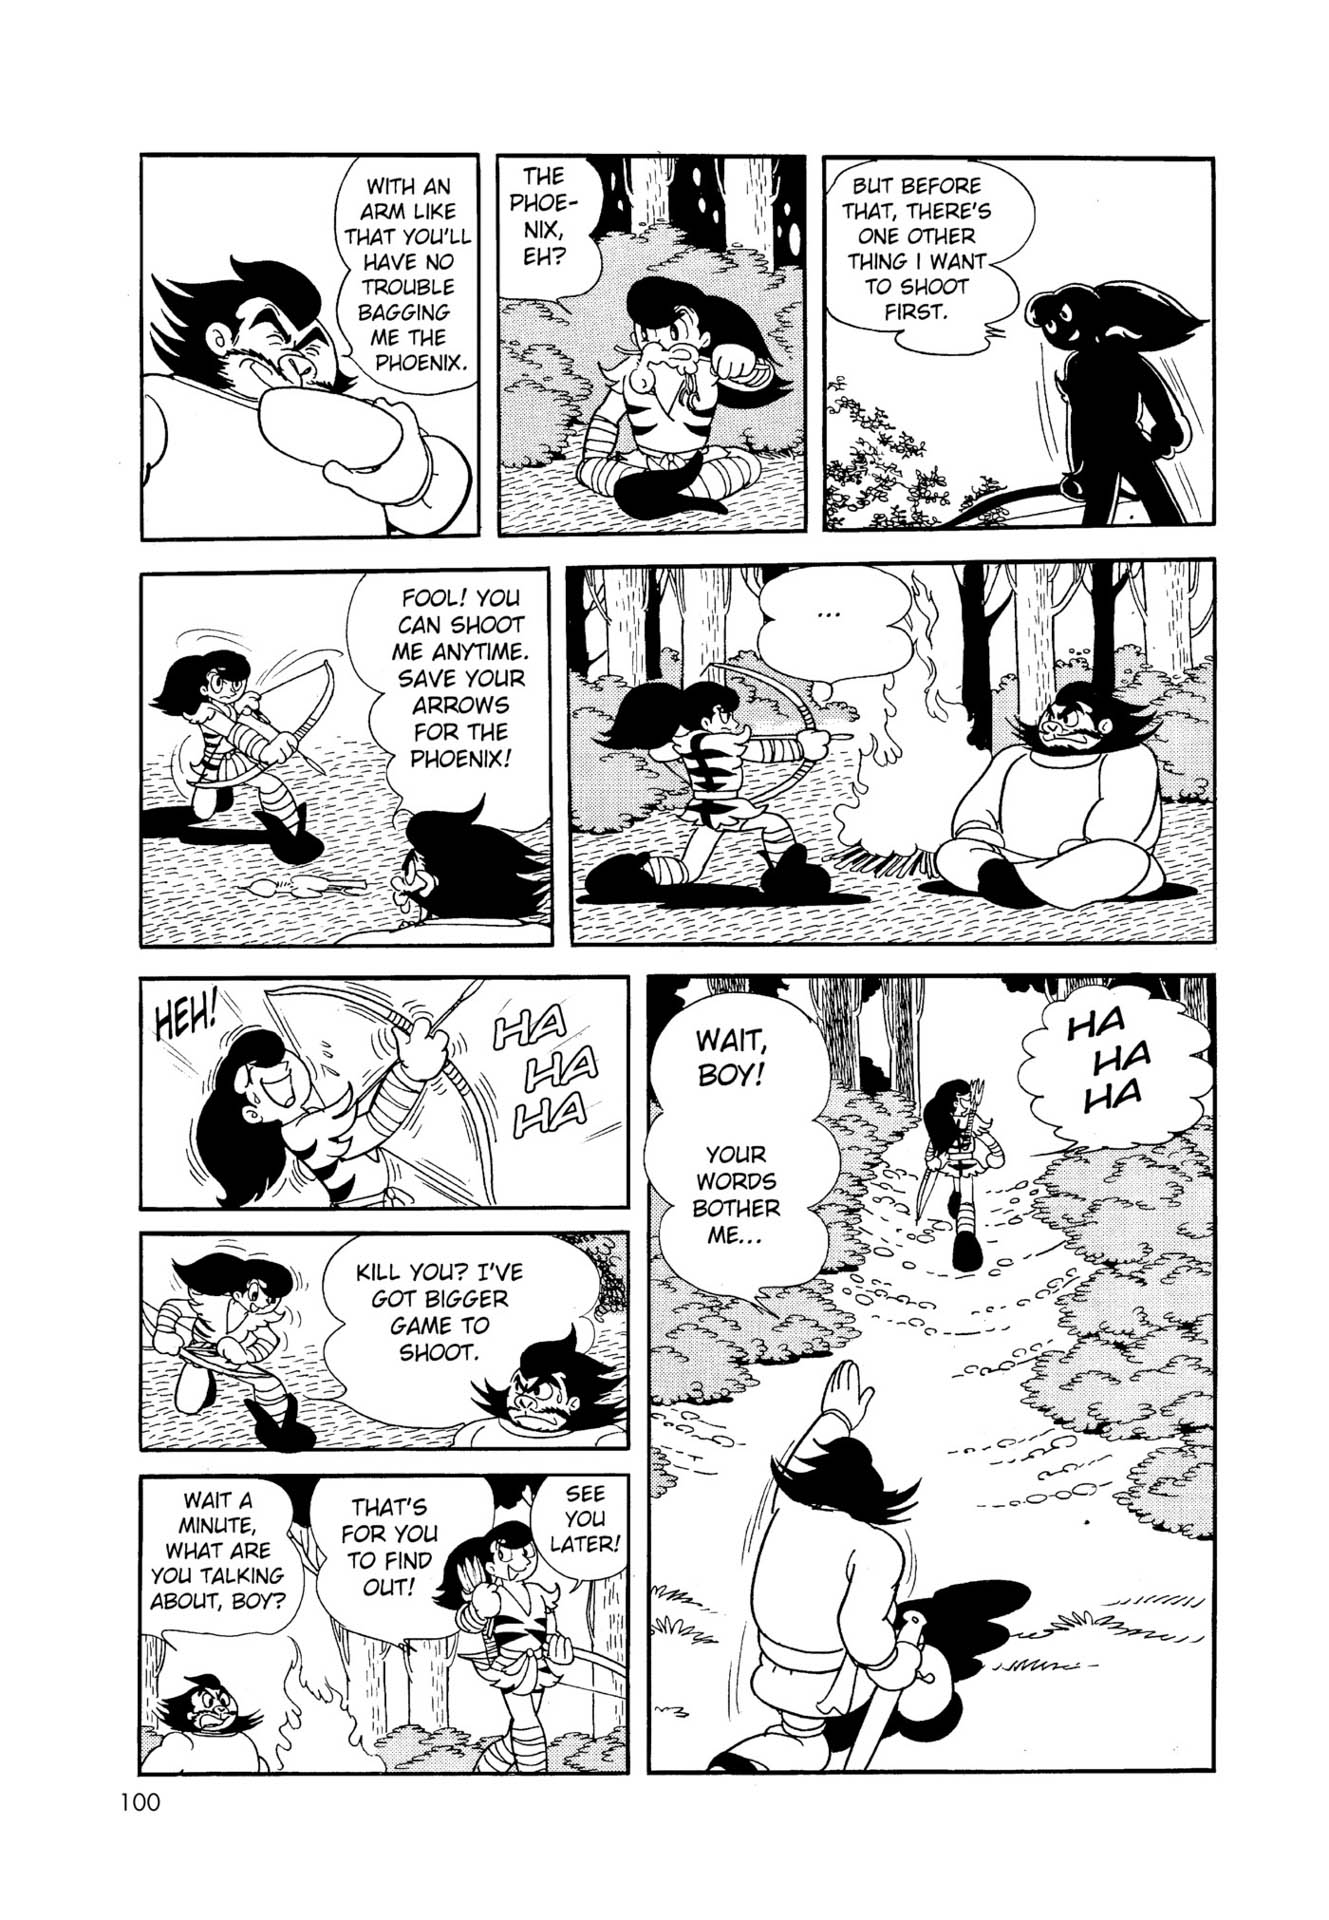 WITH AN
ARM LIKE
THAT YOU'LL
HAVE NO
TROUBLE
BAGGING
ME THE
PHOENIX.
THE
PHOE-
NIX,
EH?
BUT BEFORE
THAT, THERE'S
ONE OTHER
THING I WANT
TO SHOOT
FIRST.
FOOL! YOU
CAN SHOOT
ME ANYTIME.
SAVE YOUR
ARROWS
FOR THE
PHOENIX!
...
HEH!
HA
HA
HA
KILL YOU? I'VE
GOT BIGGER
GAME TO
SHOOT.
WAIT A
MINUTE,
WHAT ARE
YOU TALKING
ABOUT, BOY?
THAT'S
FOR YOU
TO FIND
OUT!
SEE
YOU
LATER!
WAIT,
BOY!
YOUR
WORDS
BOTHER
ME...
HA
HA
HA
100